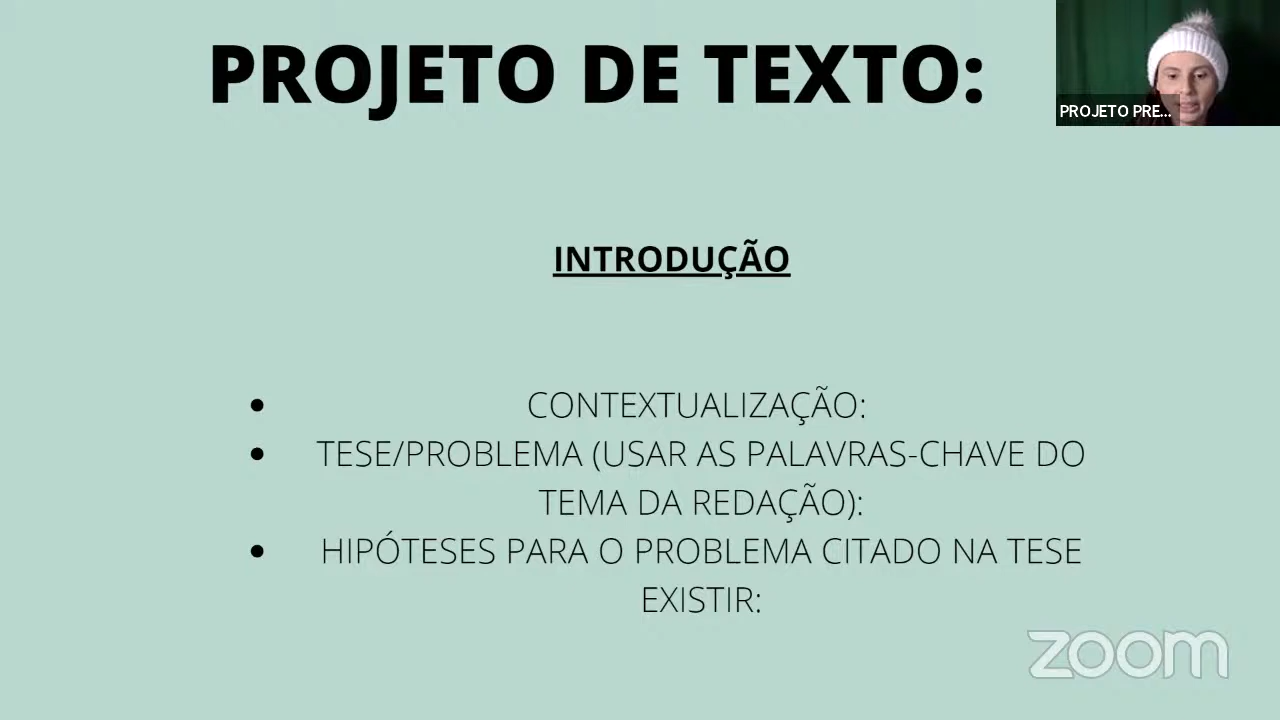 PROJETO DE TEXTO:
PROJETO PRE...
INTRODUÇÃO
• CONTEXTUALIZAÇÃO:
• TESE/PROBLEMA (USAR AS PALAVRAS-CHAVE DO
TEMA DA REDAÇÃO):
• HIPÓTESES PARA O PROBLEMA CITADO NA TESE
EXISTIR:
zoom